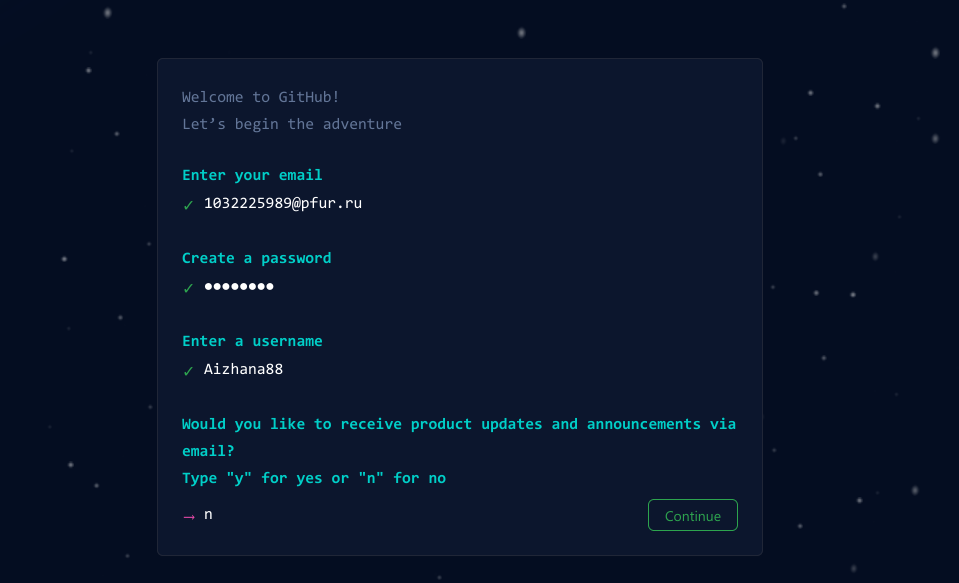 Welcome to GitHub!
Let’s begin the adventure
Enter your email
✓ 1032225989@pfur.ru
Create a password
✓ ●●●●●●●●
Enter a username
✓ Aizhana88
Would you like to receive product updates and announcements via
email?
Type "y" for yes or "n" for no
→ n
Continue